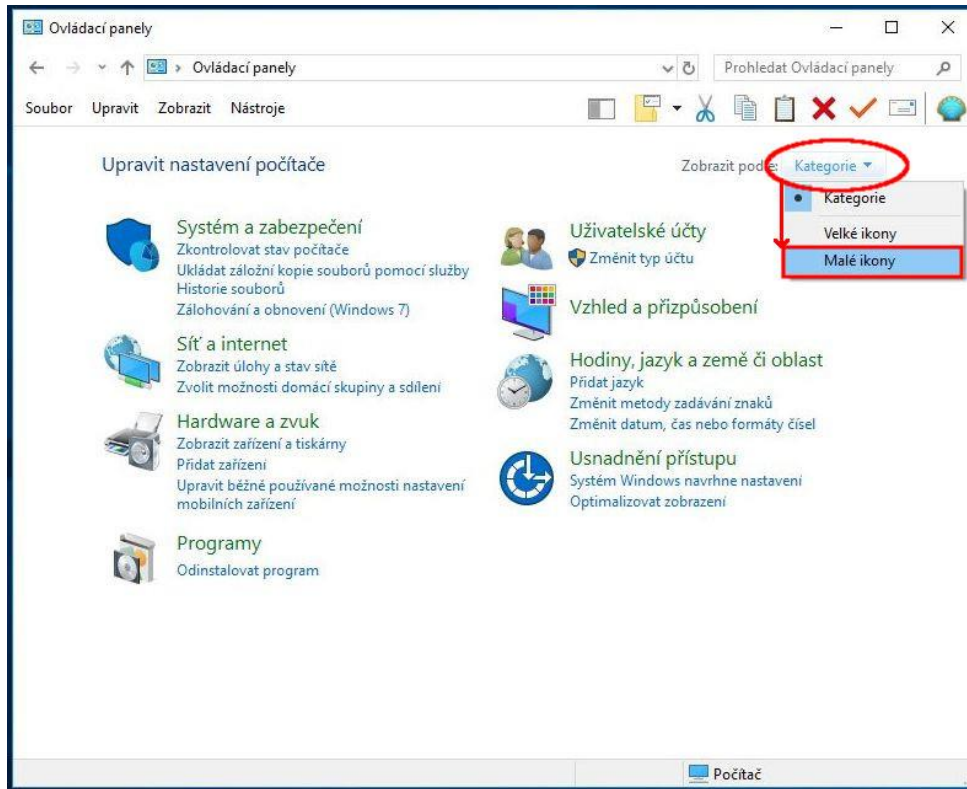 Ovládací panely
Ovládací panely
Prohledat Ovládací panely
Soubor Upravit Zobrazit Nástroje
Upravit nastavení počítače
Zobrazit podle: Kategorie
Kategorie
Velké ikony
Malé ikony
Systém a zabezpečení
Zkontrolovat stav počítače
Ukládat záložní kopie souborů pomocí služby
Historie souborů
Zálohování a obnovení (Windows 7)
Síť a internet
Zobrazit úlohy a stav sítě
Zvolit možnosti domácí skupiny a sdílení
Hardware a zvuk
Zobrazit zařízení a tiskárny
Přidat zařízení
Upravit běžně používané možnosti nastavení
mobilních zařízení
Programy
Odinstalovat program
Uživatelské účty
Změnit typ účtu
Vzhled a přizpůsobení
Hodiny, jazyk a země či oblast
Přidat jazyk
Změnit metody zadávání znaků
Změnit datum, čas nebo formáty čísel
Usnadnění přístupu
Systém Windows navrhne nastavení
Optimalizovat zobrazení
Počítač